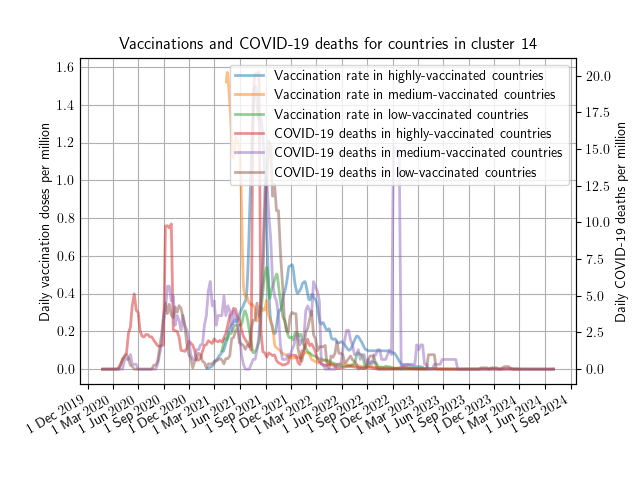 Vaccinations and COVID-19 deaths for countries in cluster 14
1.6
1.4
1.2
1.0
0.8
0.6
0.4
0.2
0.0
Daily vaccination doses per million
Vaccination rate in highly-vaccinated countries
Vaccination rate in medium-vaccinated countries
Vaccination rate in low-vaccinated countries
COVID-19 deaths in highly-vaccinated countries
COVID-19 deaths in medium-vaccinated countries
COVID-19 deaths in low-vaccinated countries
20.0
17.5
15.0
12.5
10.0
7.5
5.0
2.5
0.0
Daily COVID-19 deaths per million
1 Dec 2019
1 Mar 2020
1 Jun 2020
1 Sep 2020
1 Dec 2020
1 Mar 2021
1 Jun 2021
1 Sep 2021
1 Dec 2021
1 Mar 2022
1 Jun 2022
1 Sep 2022
1 Dec 2022
1 Mar 2023
1 Jun 2023
1 Sep 2023
1 Dec 2023
1 Mar 2024
1 Jun 2024
1 Sep 2024